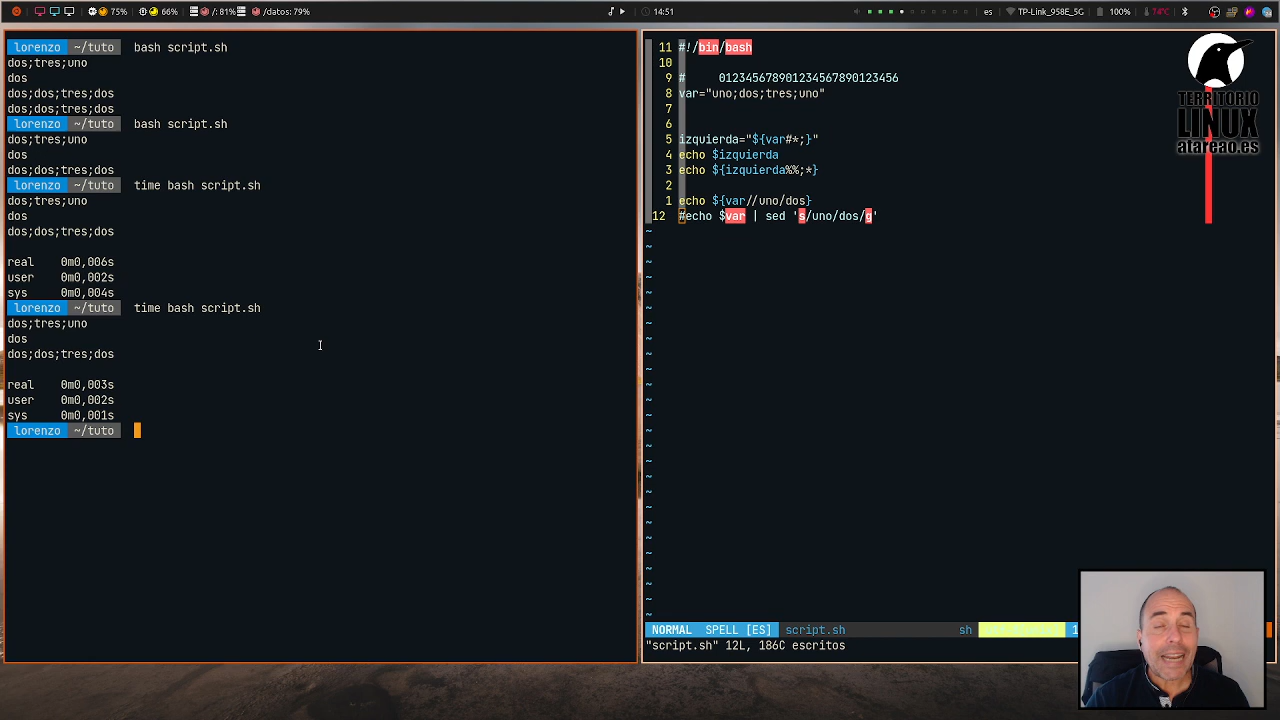 75% 66% /: 81% /datos: 79% 14:51 es TP-Link_958E_5G 100%
lorenzo ~/tuto bash script.sh
dos;tres;uno
dos
dos;dos;tres;dos
dos;dos;tres;dos
lorenzo ~/tuto bash script.sh
dos;tres;uno
dos
dos;dos;tres;dos
lorenzo ~/tuto time bash script.sh
dos;tres;uno
dos
dos;dos;tres;dos
real 0m0,006s
user 0m0,002s
sys 0m0,004s
lorenzo ~/tuto time bash script.sh
dos;tres;uno
dos
dos;dos;tres;dos
real 0m0,003s
user 0m0,002s
sys 0m0,001s
lorenzo ~/tuto
11 #!/bin/bash
10
9 # 012345678901234567890123456
8 var="uno;dos;tres;uno"
7
6
5 izquierda="${var#*;}"
4 echo $izquierda
3 echo ${izquierda%%;*}
2
1 echo ${var//uno/dos}
12 #echo $var | sed 's/uno/dos/g'
NORMAL SPELL [ES] script.sh sh 1
"script.sh" 12L, 186C escritos
TERRITORIO
LINUX
atareao.es